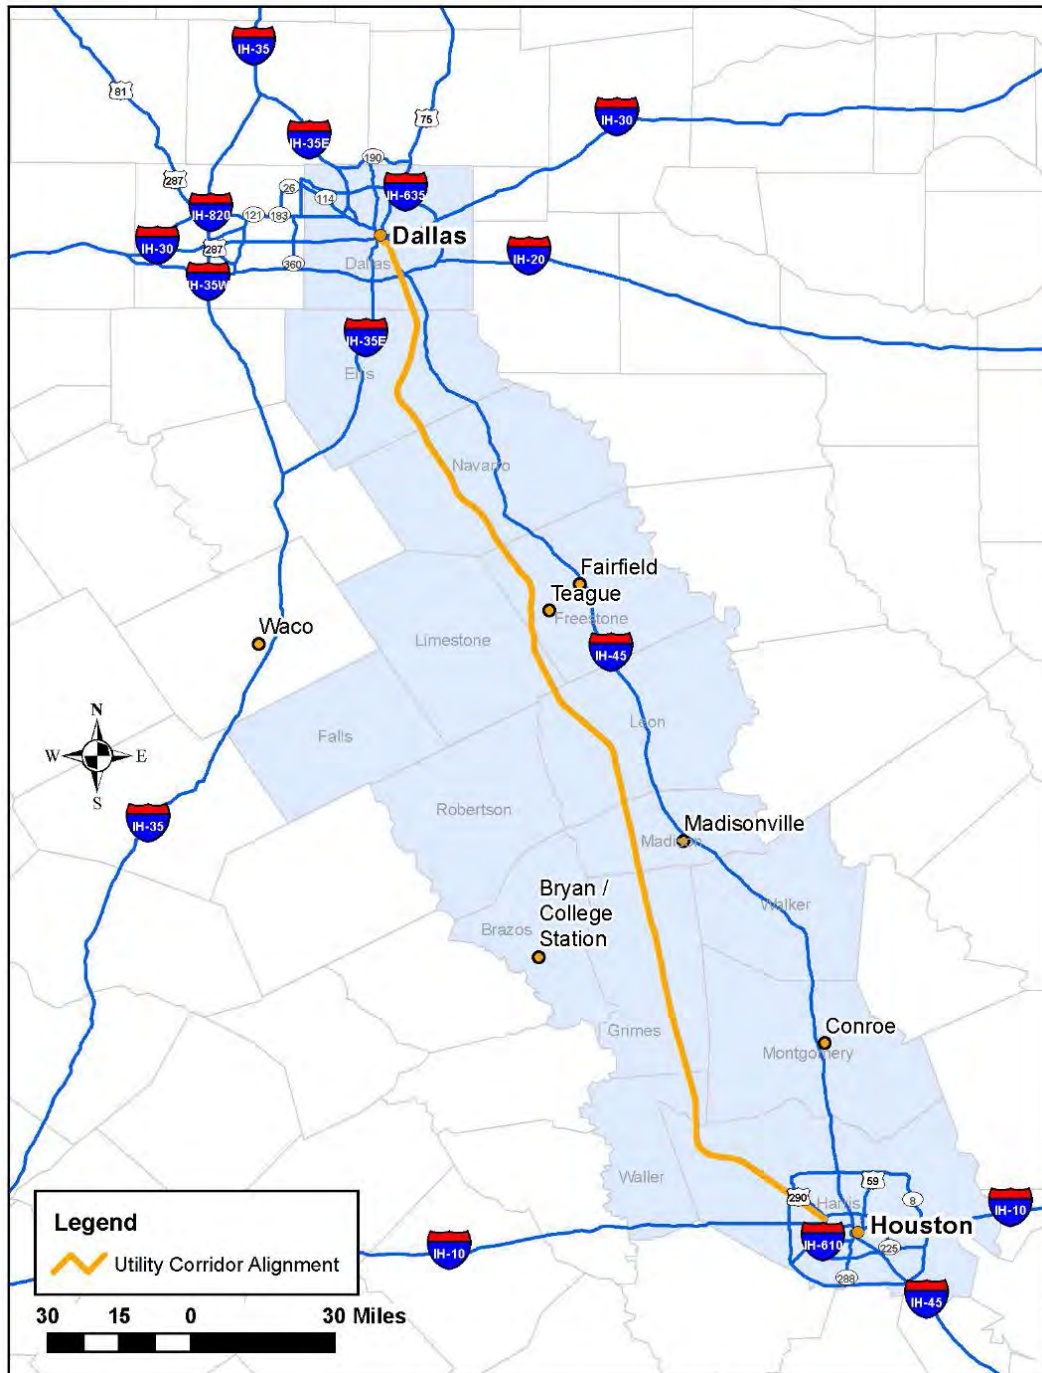 IH-35
81
75
IH-30
IH-35E
190
287
26
114
IH-635
IH-820
121
183
IH-30
287
Dallas
Dallas
360
IH-20
IH-35W
IH-35E
Ellis
Navarro
Fairfield
Teague
Freestone
Waco
Limestone
IH-45
N
W
E
S
Falls
Leon
Robertson
IH-35
Madisonville
Madison
Bryan /
College
Station
Brazos
Walker
Grimes
Conroe
Montgomery
Waller
59
290
Harris
8
IH-10
Houston
IH-610
225
IH-10
288
IH-45
Legend
Utility Corridor Alignment
30 15 0 30 Miles